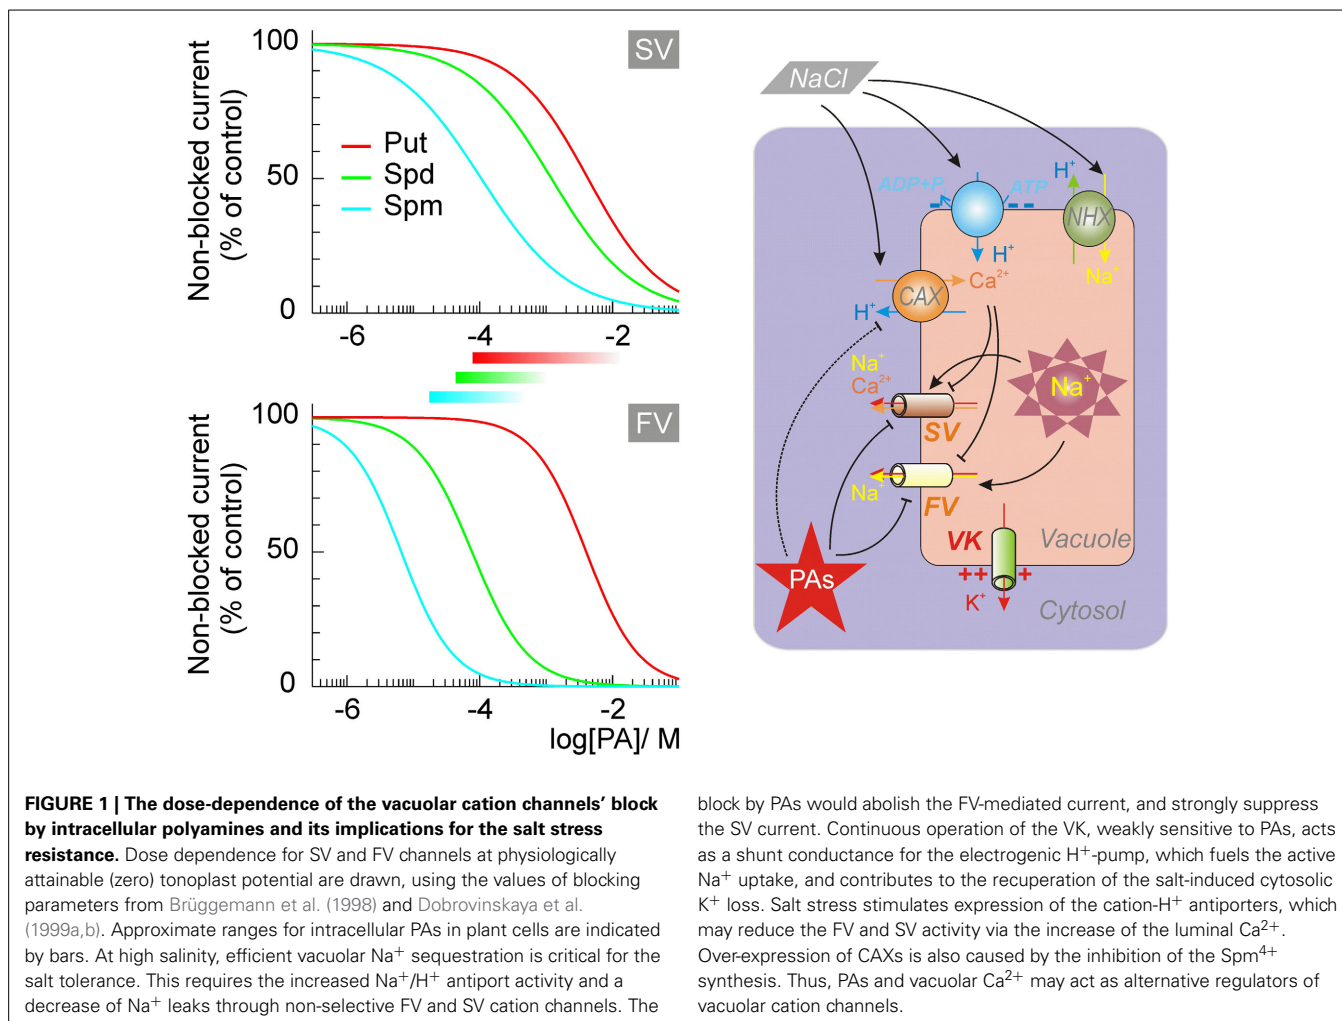 100
SV
Non-blocked current
(% of control)
Put
50
Spd
Spm
0
-6
-4
-2
100
FV
Non-blocked current
(% of control)
50
0
-6
-4
-2
log[PA]/ M
NaCl
H+
ADP+P
ATP
NHX
H+
Na+
Ca2+
CAX
H+
Na+
Ca2+
Na+
SV
Na+
FV
VK
Vacuole
PAs
++ +
K+
Cytosol
FIGURE 1 | The dose-dependence of the vacuolar cation channels’ block
by intracellular polyamines and its implications for the salt stress
resistance. Dose dependence for SV and FV channels at physiologically
attainable (zero) tonoplast potential are drawn, using the values of blocking
parameters from Brüggemann et al. (1998) and Dobrovinskaya et al.
(1999a,b). Approximate ranges for intracellular PAs in plant cells are indicated
by bars. At high salinity, efficient vacuolar Na+ sequestration is critical for the
salt tolerance. This requires the increased Na+/H+ antiport activity and a
decrease of Na+ leaks through non-selective FV and SV cation channels. The
block by PAs would abolish the FV-mediated current, and strongly suppress
the SV current. Continuous operation of the VK, weakly sensitive to PAs, acts
as a shunt conductance for the electrogenic H+-pump, which fuels the active
Na+ uptake, and contributes to the recuperation of the salt-induced cytosolic
K+ loss. Salt stress stimulates expression of the cation-H+ antiporters, which
may reduce the FV and SV activity via the increase of the luminal Ca2+.
Over-expression of CAXs is also caused by the inhibition of the Spm4+
synthesis. Thus, PAs and vacuolar Ca2+ may act as alternative regulators of
vacuolar cation channels.